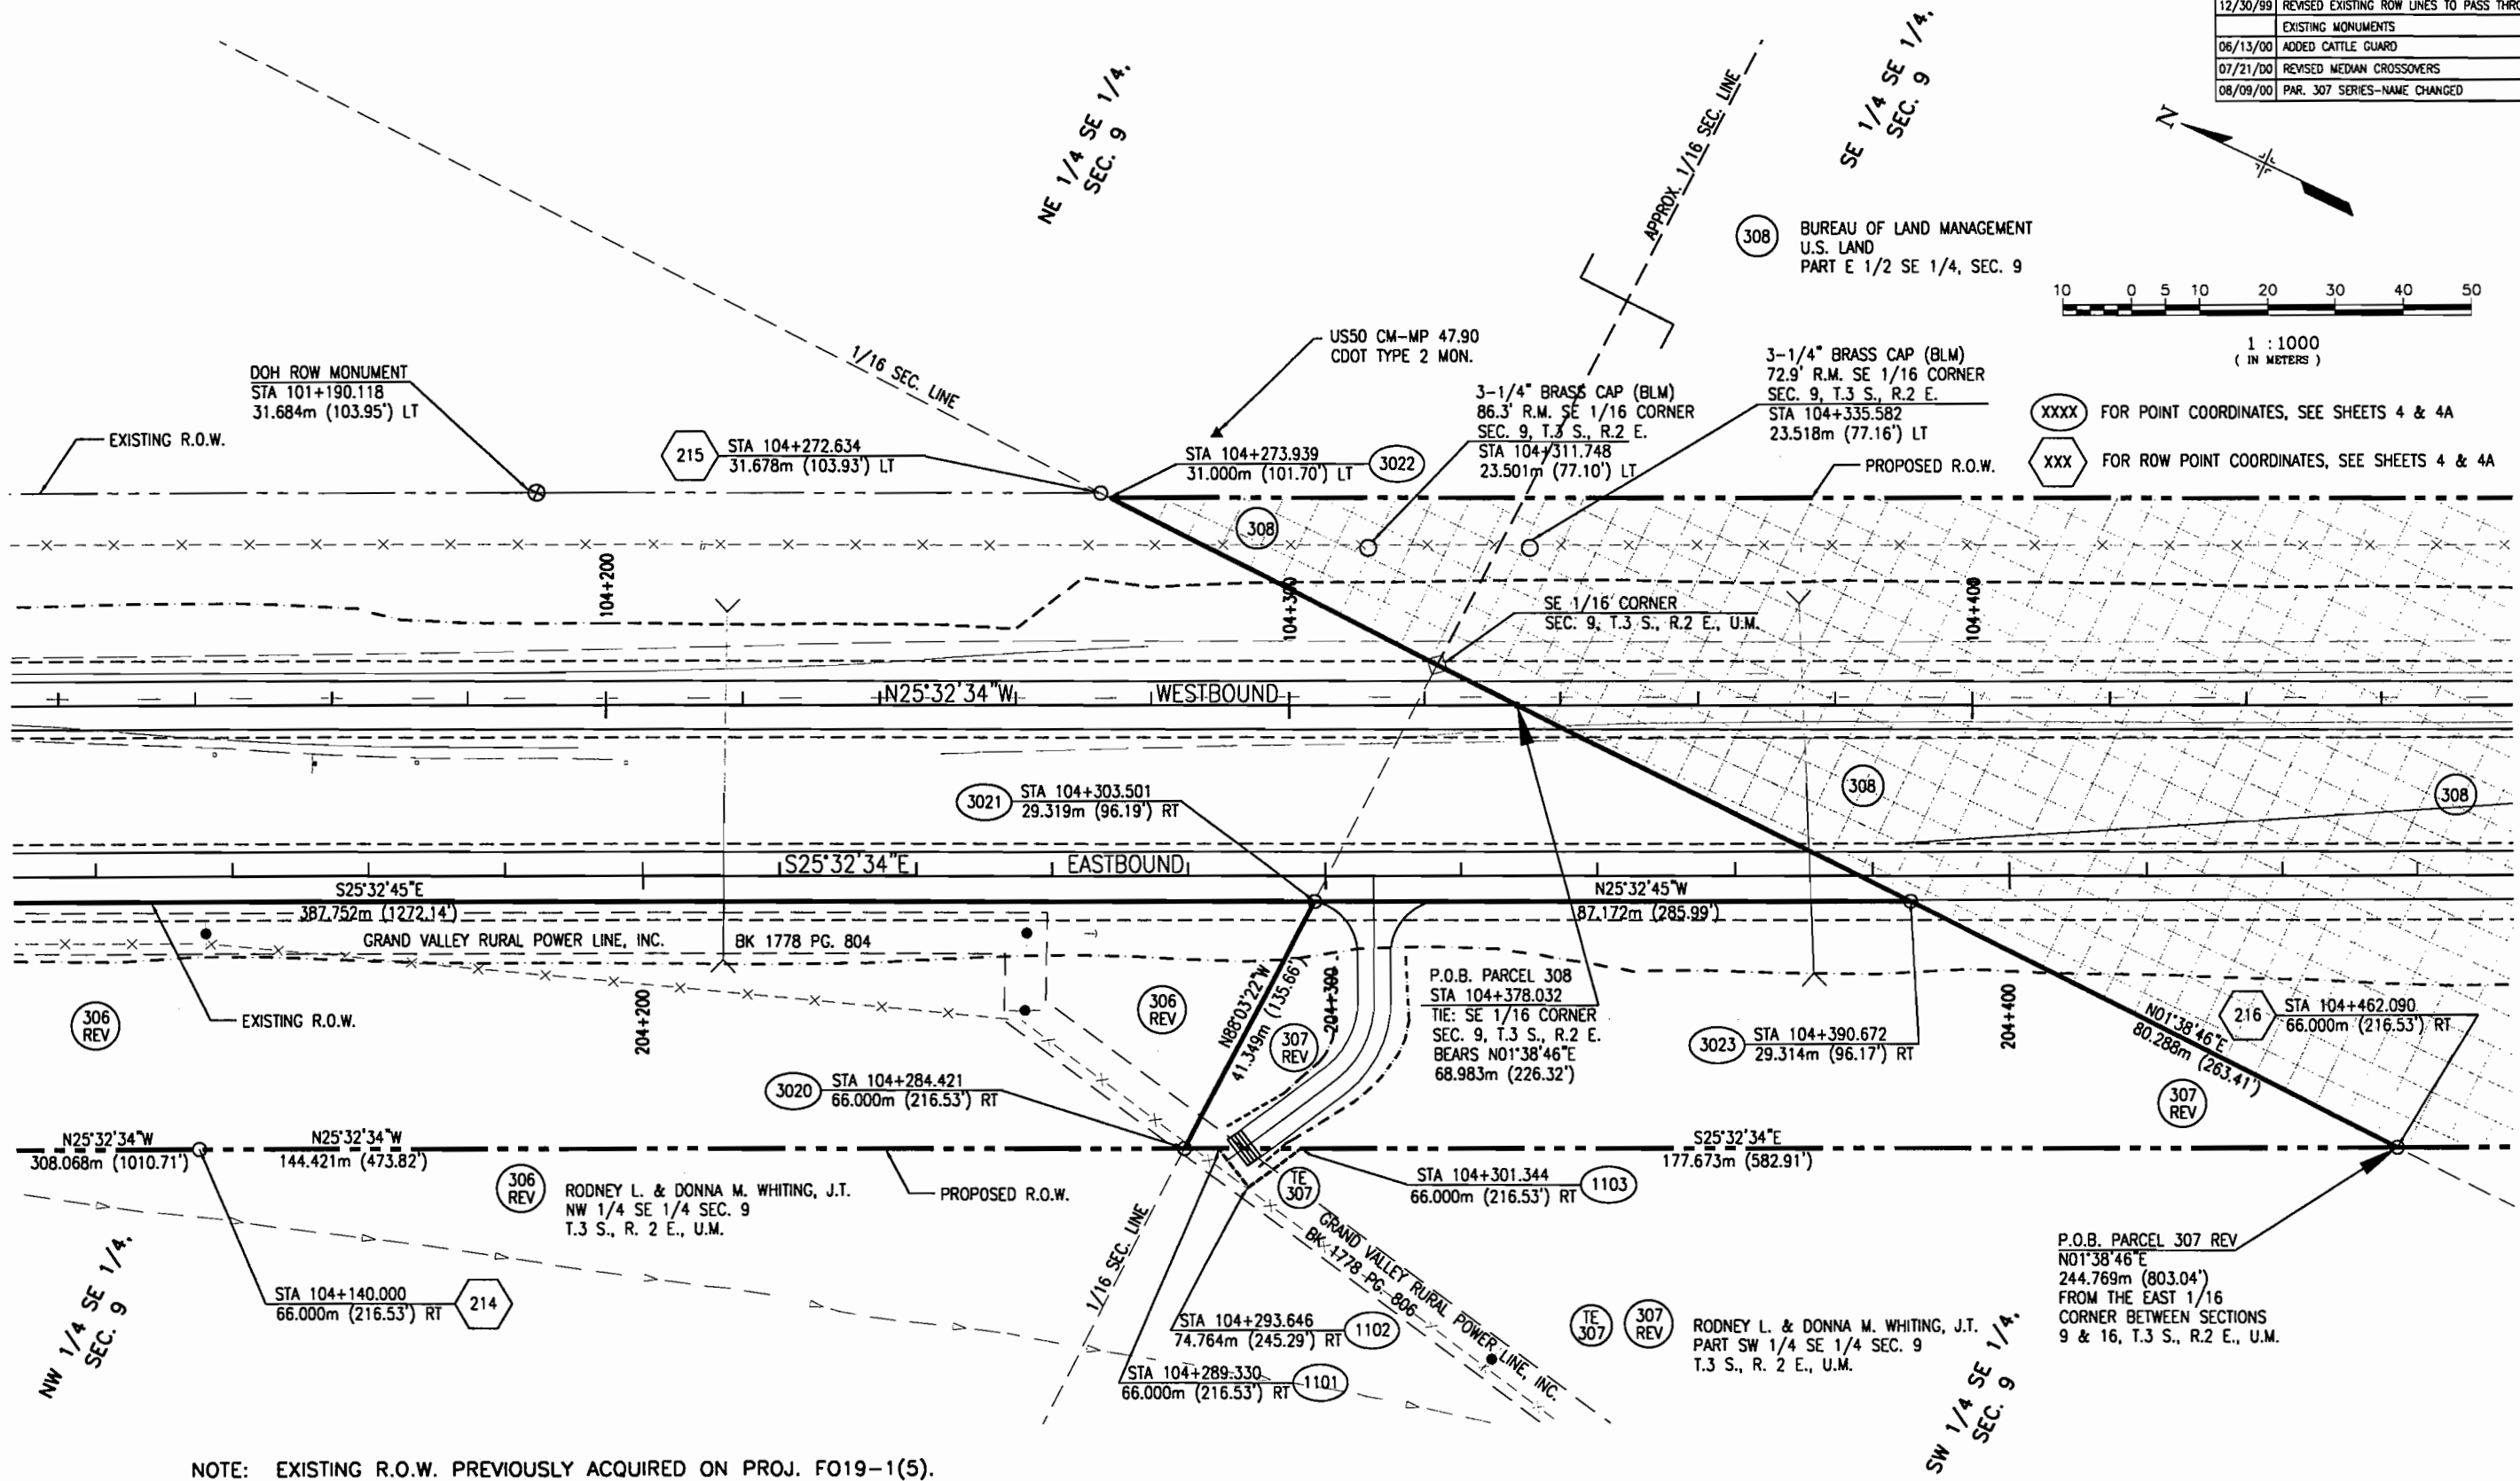 12/30/99 REVISED EXISTING ROW LINES TO PASS
EXISTING MONUMENTS
06/13/00 ADDED CATTLE GUARD
07/21/00 REVISED MEDIAN CROSSOVERS
08/09/00 PAR. 307 SERIES-NAME CHANGED
N
NE 1/4 SE 1/4.
SEC. 9
APPROX. 1/16 SEC. LINE
SE 1/4 SE 1/4.
SEC. 9
308
BUREAU OF LAND MANAGEMENT
U.S. LAND
PART E 1/2 SE 1/4, SEC. 9
10 0 5 10 20 30 40 50
1 : 1000
( IN METERS )
XXXX FOR POINT COORDINATES, SEE SHEETS 4 & 4A
XXX FOR ROW POINT COORDINATES, SEE SHEETS 4 & 4A
1/16 SEC. LINE
US50 CM-MP 47.90
CDOT TYPE 2 MON.
DOH ROW MONUMENT
STA 101+190.118
31.684m (103.95') LT
EXISTING R.O.W.
215
STA 104+272.634
31.678m (103.93') LT
STA 104+273.939
31.000m (101.70') LT
3022
3-1/4" BRASS CAP (BLM)
86.3' R.M. SE 1/16 CORNER
SEC. 9, T.3 S., R.2 E.
STA 104+311.748
23.501m (77.10') LT
3-1/4" BRASS CAP (BLM)
72.9' R.M. SE 1/16 CORNER
SEC. 9, T.3 S., R.2 E.
STA 104+335.582
23.518m (77.16') LT
PROPOSED R.O.W.
308
104+200
104+300
104+400
SE 1/16 CORNER
SEC. 9, T.3 S., R.2 E., U.M.
N25°32'34"W WESTBOUND
3021
STA 104+303.501
29.319m (96.19') RT
308
308
S25°32'34"E EASTBOUND
S25°32'45"E
387.752m (1272.14')
N25°32'45"W
87.172m (285.99')
GRAND VALLEY RURAL POWER LINE, INC. BK 1778 PG. 804
306
REV
EXISTING R.O.W.
204+200
306
REV
N88°03'22"W
41.349m (135.66')
307
REV
204+300
P.O.B. PARCEL 308
STA 104+378.032
TIE: SE 1/16 CORNER
SEC. 9, T.3 S., R.2 E.
BEARS N01°38'46"E
68.983m (226.32')
3023
STA 104+390.672
29.314m (96.17') RT
204+400
N01°38'46"E
80.288m (263.41')
216
STA 104+462.090
66.000m (216.53') RT
307
REV
3020
STA 104+284.421
66.000m (216.53') RT
N25°32'34"W
308.068m (1010.71')
N25°32'34"W
144.421m (473.82')
S25°32'34"E
177.673m (582.91')
306
REV
RODNEY L. & DONNA M. WHITING, J.T.
NW 1/4 SE 1/4 SEC. 9
T.3 S., R. 2 E., U.M.
PROPOSED R.O.W.
TE
307
STA 104+301.344
66.000m (216.53') RT
1103
1/16 SEC. LINE
GRAND VALLEY RURAL POWER LINE, INC.
BK 1778 PG. 806
NW 1/4 SE 1/4.
SEC. 9
STA 104+140.000
66.000m (216.53') RT
214
STA 104+293.646
74.764m (245.29') RT
1102
STA 104+289.330
66.000m (216.53') RT
1101
TE
307
307
REV
RODNEY L. & DONNA M. WHITING, J.T.
PART SW 1/4 SE 1/4 SEC. 9
T.3 S., R. 2 E., U.M.
SW 1/4 SE 1/4.
SEC. 9
P.O.B. PARCEL 307 REV
N01°38'46"E
244.769m (803.04')
FROM THE EAST 1/16
CORNER BETWEEN SECTIONS
9 & 16, T.3 S., R.2 E., U.M.
NOTE: EXISTING R.O.W. PREVIOUSLY ACQUIRED ON PROJ. FO19-1(5).